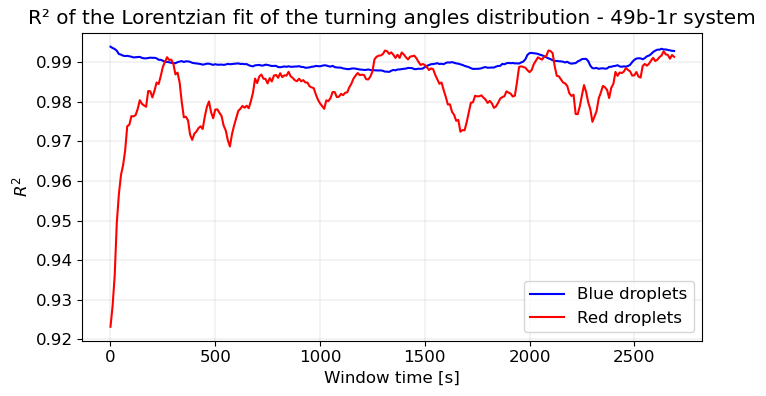 R² of the Lorentzian fit of the turning angles distribution - 49b-1r system
0.99
0.98
0.97
0.96
0.95
0.94
0.93
0.92
R²
0
500
1000
1500
2000
2500
Window time [s]
Blue droplets
Red droplets